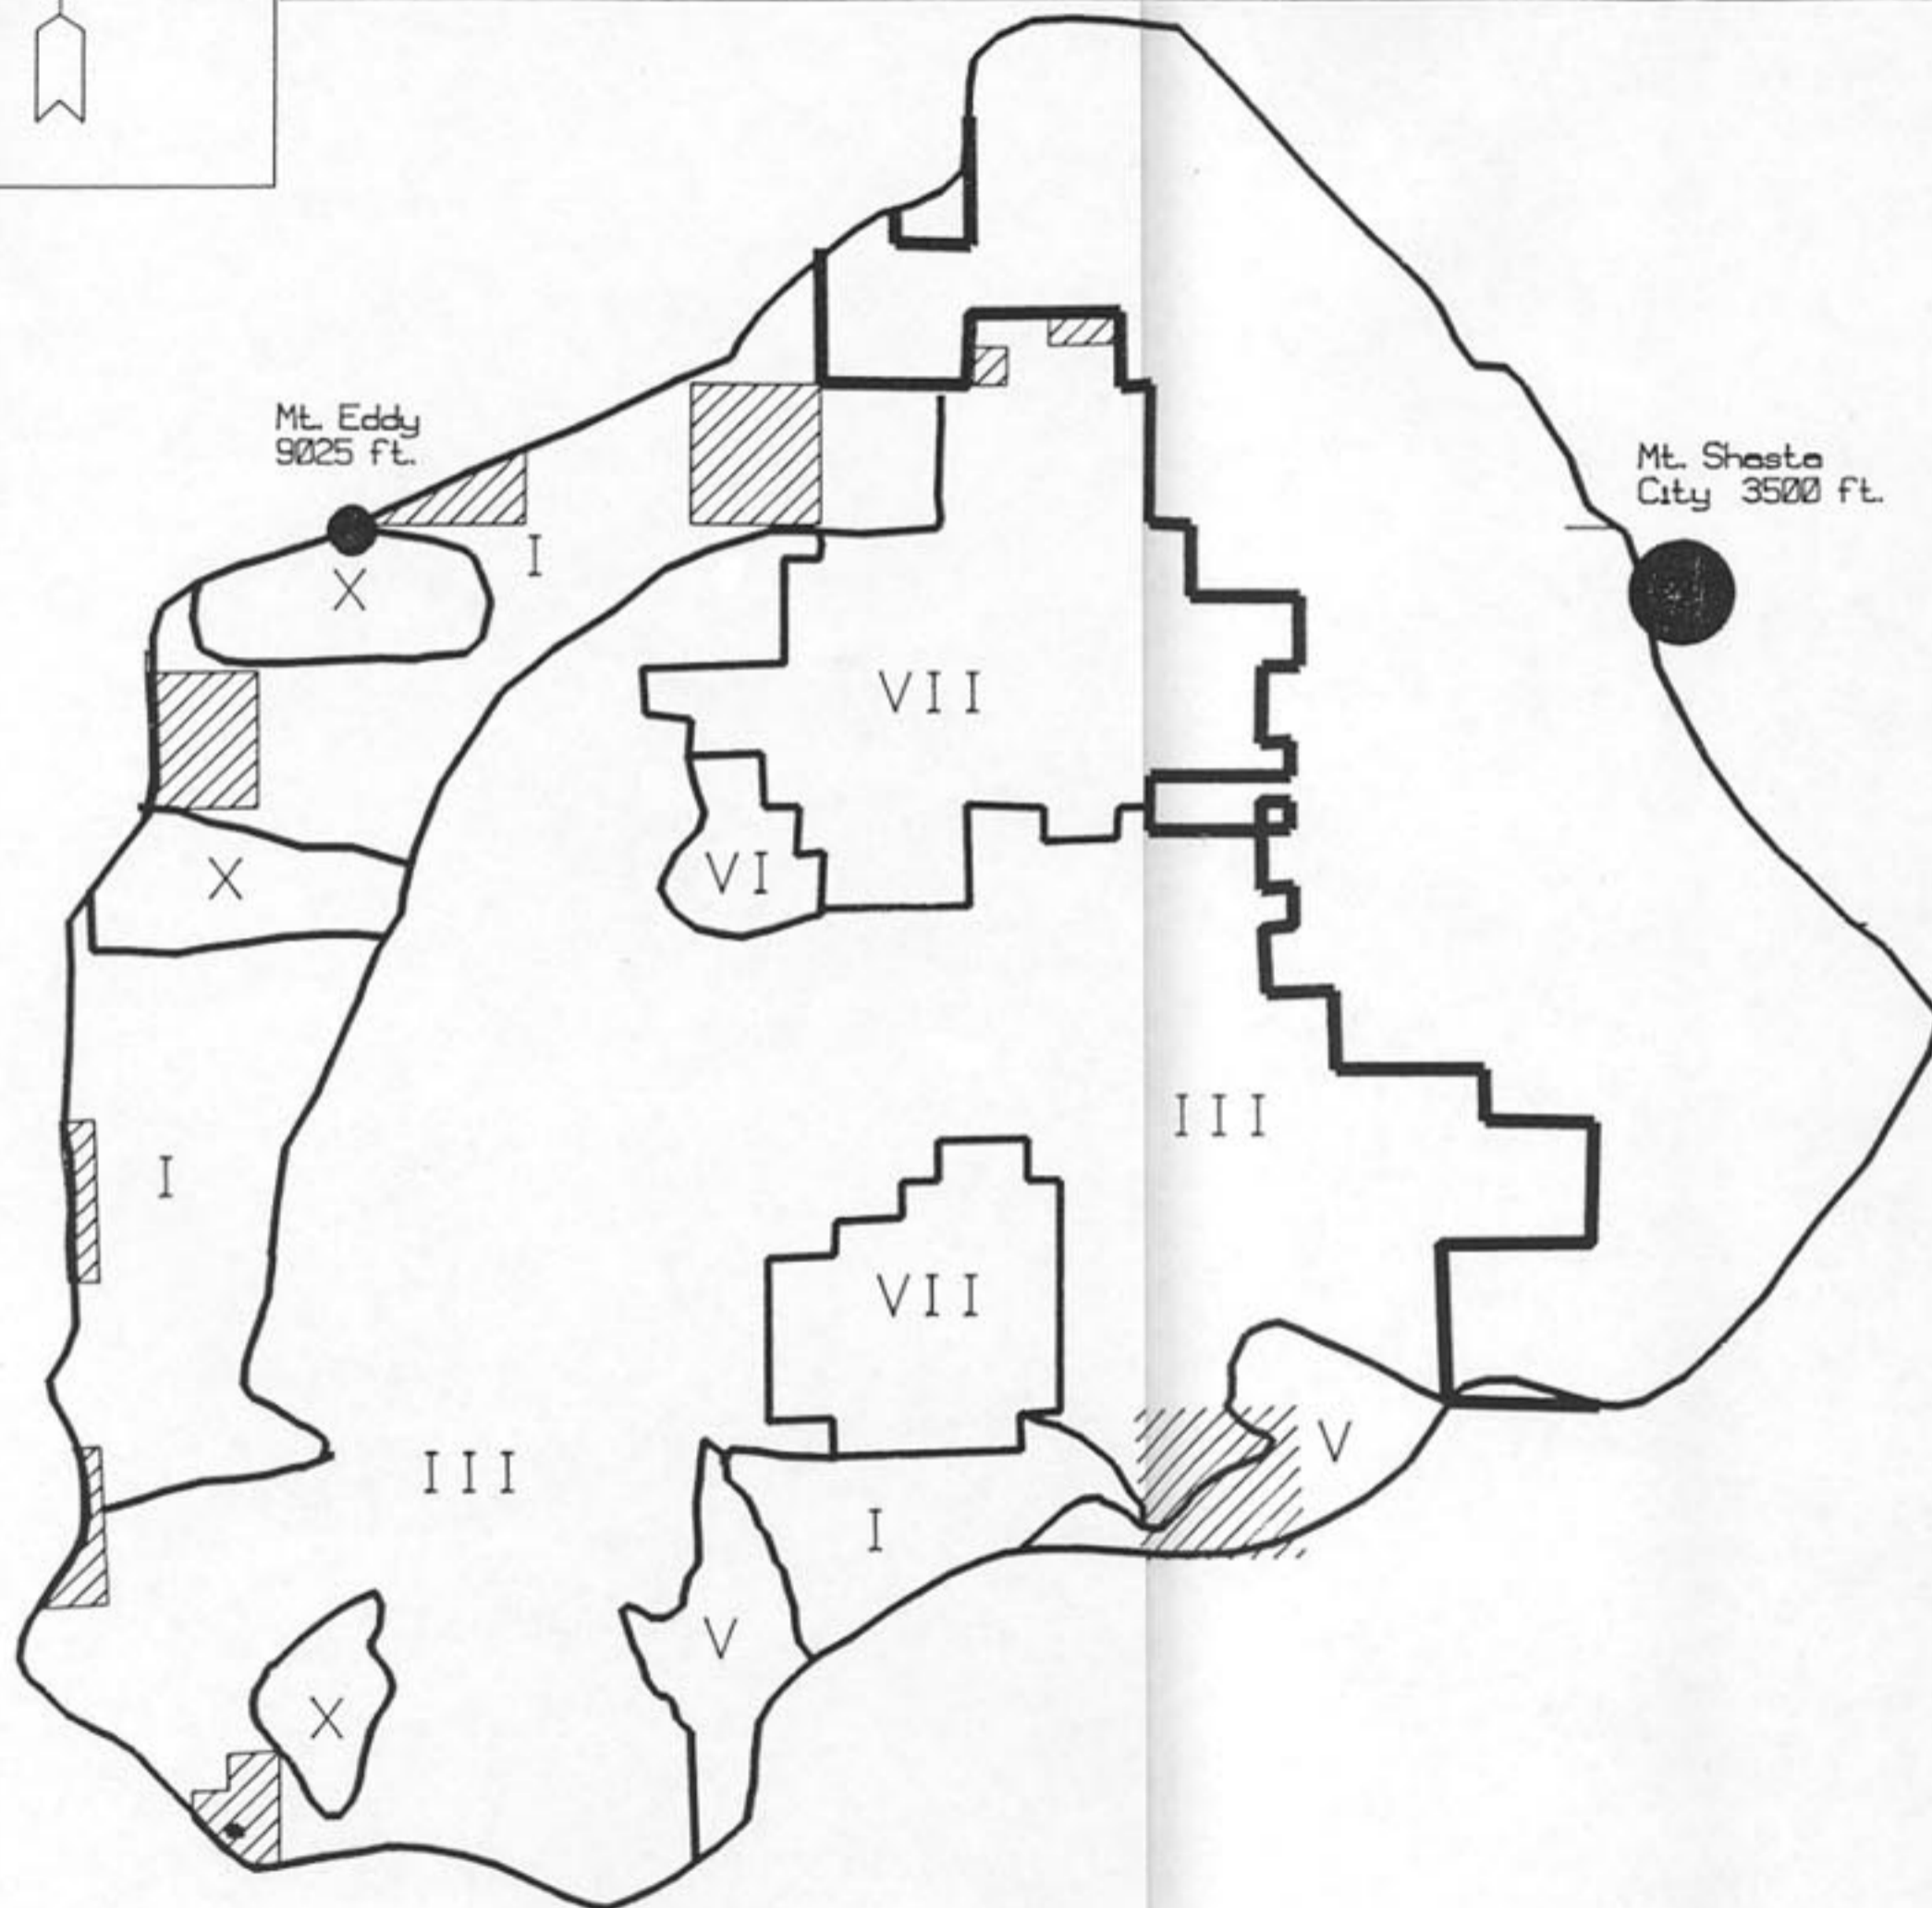 Mt. Eddy
9025 ft.
Mt. Shasta
City 3500 ft.
I
X
VII
X
VI
III
I
VII
V
III
I
V
X